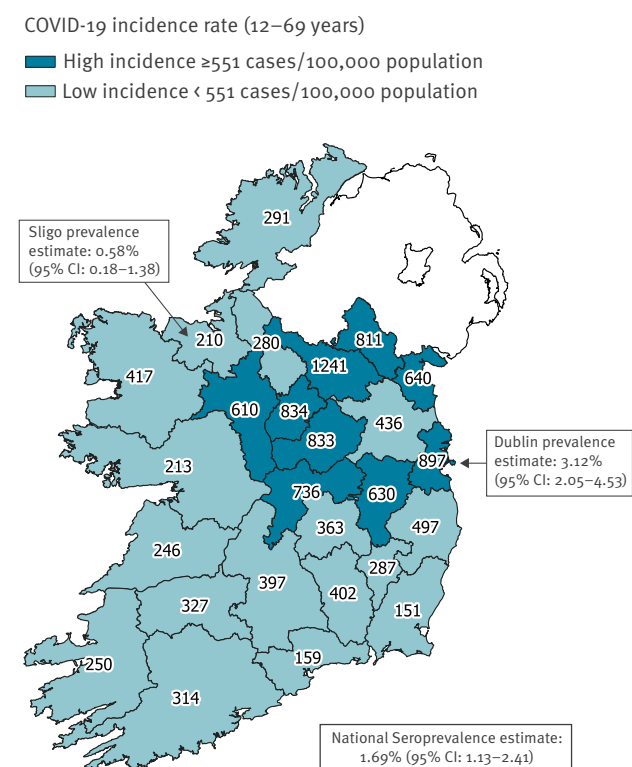 COVID-19 incidence rate (12–69 years)
High incidence ≥551 cases/100,000 population
Low incidence < 551 cases/100,000 population
291
Sligo prevalence
estimate: 0.58%
(95% CI: 0.18–1.38)
210
280
811
1241
640
417
610
834
436
833
213
897
Dublin prevalence
estimate: 3.12%
(95% CI: 2.05–4.53)
736
630
363
497
246
287
397
402
327
151
159
250
314
National Seroprevalence estimate:
1.69% (95% CI: 1.13–2.41)